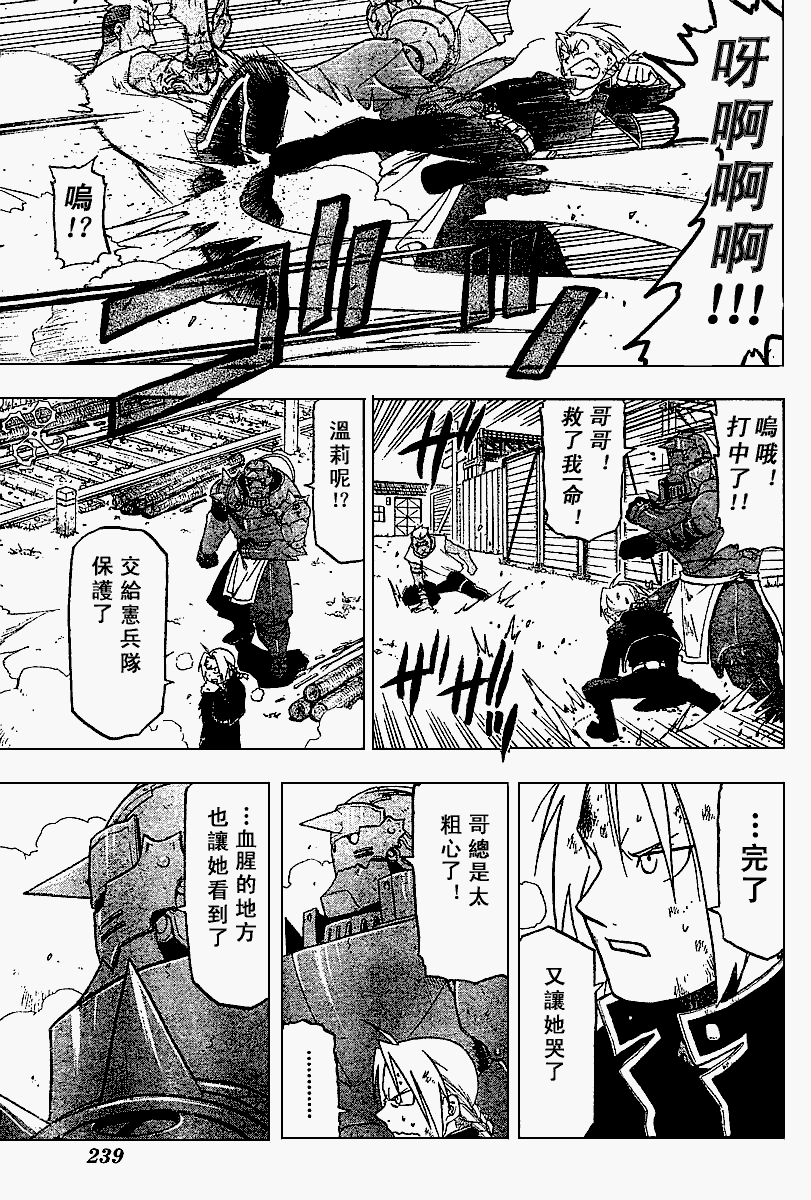 呀啊啊啊!!!
嗚!?
嗚哦!
打中了!!
哥哥!
救了我一命!
溫莉呢!?
交給憲兵隊
保護了
…完了
又讓她哭了
哥總是太
粗心了!
………
…血腥的地方
也讓她看到了
239